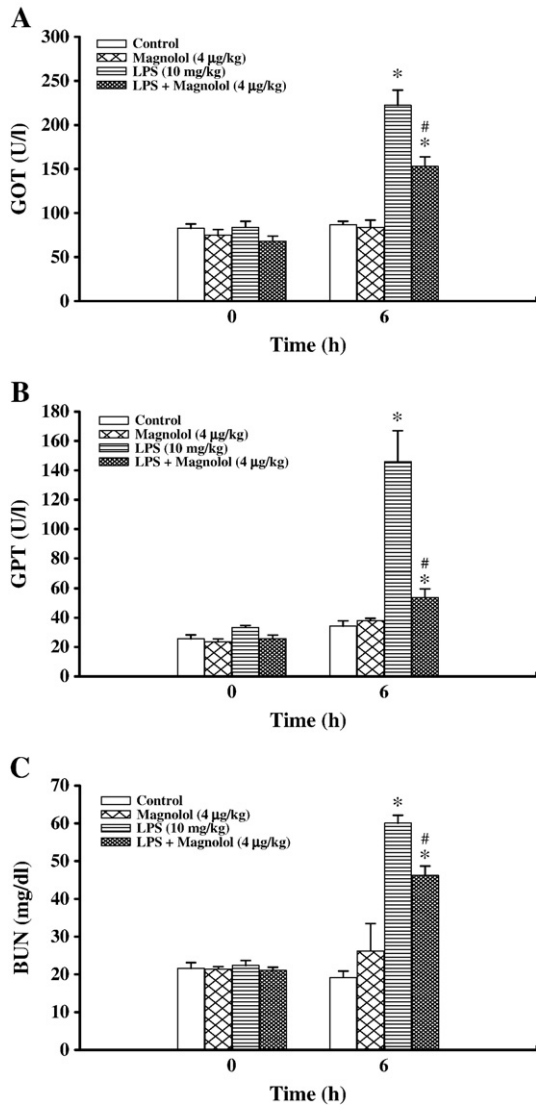 A
300
250
200
150
100
50
0
GOT (U/l)
Control
Magnolol (4 µg/kg)
LPS (10 mg/kg)
LPS + Magnolol (4 µg/kg)
*
#
*
0
6
Time (h)
B
180
160
140
120
100
80
60
40
20
0
GPT (U/l)
Control
Magnolol (4 µg/kg)
LPS (10 mg/kg)
LPS + Magnolol (4 µg/kg)
*
#
*
0
6
Time (h)
C
70
60
50
40
30
20
10
0
BUN (mg/dl)
Control
Magnolol (4 µg/kg)
LPS (10 mg/kg)
LPS + Magnolol (4 µg/kg)
*
#
*
0
6
Time (h)